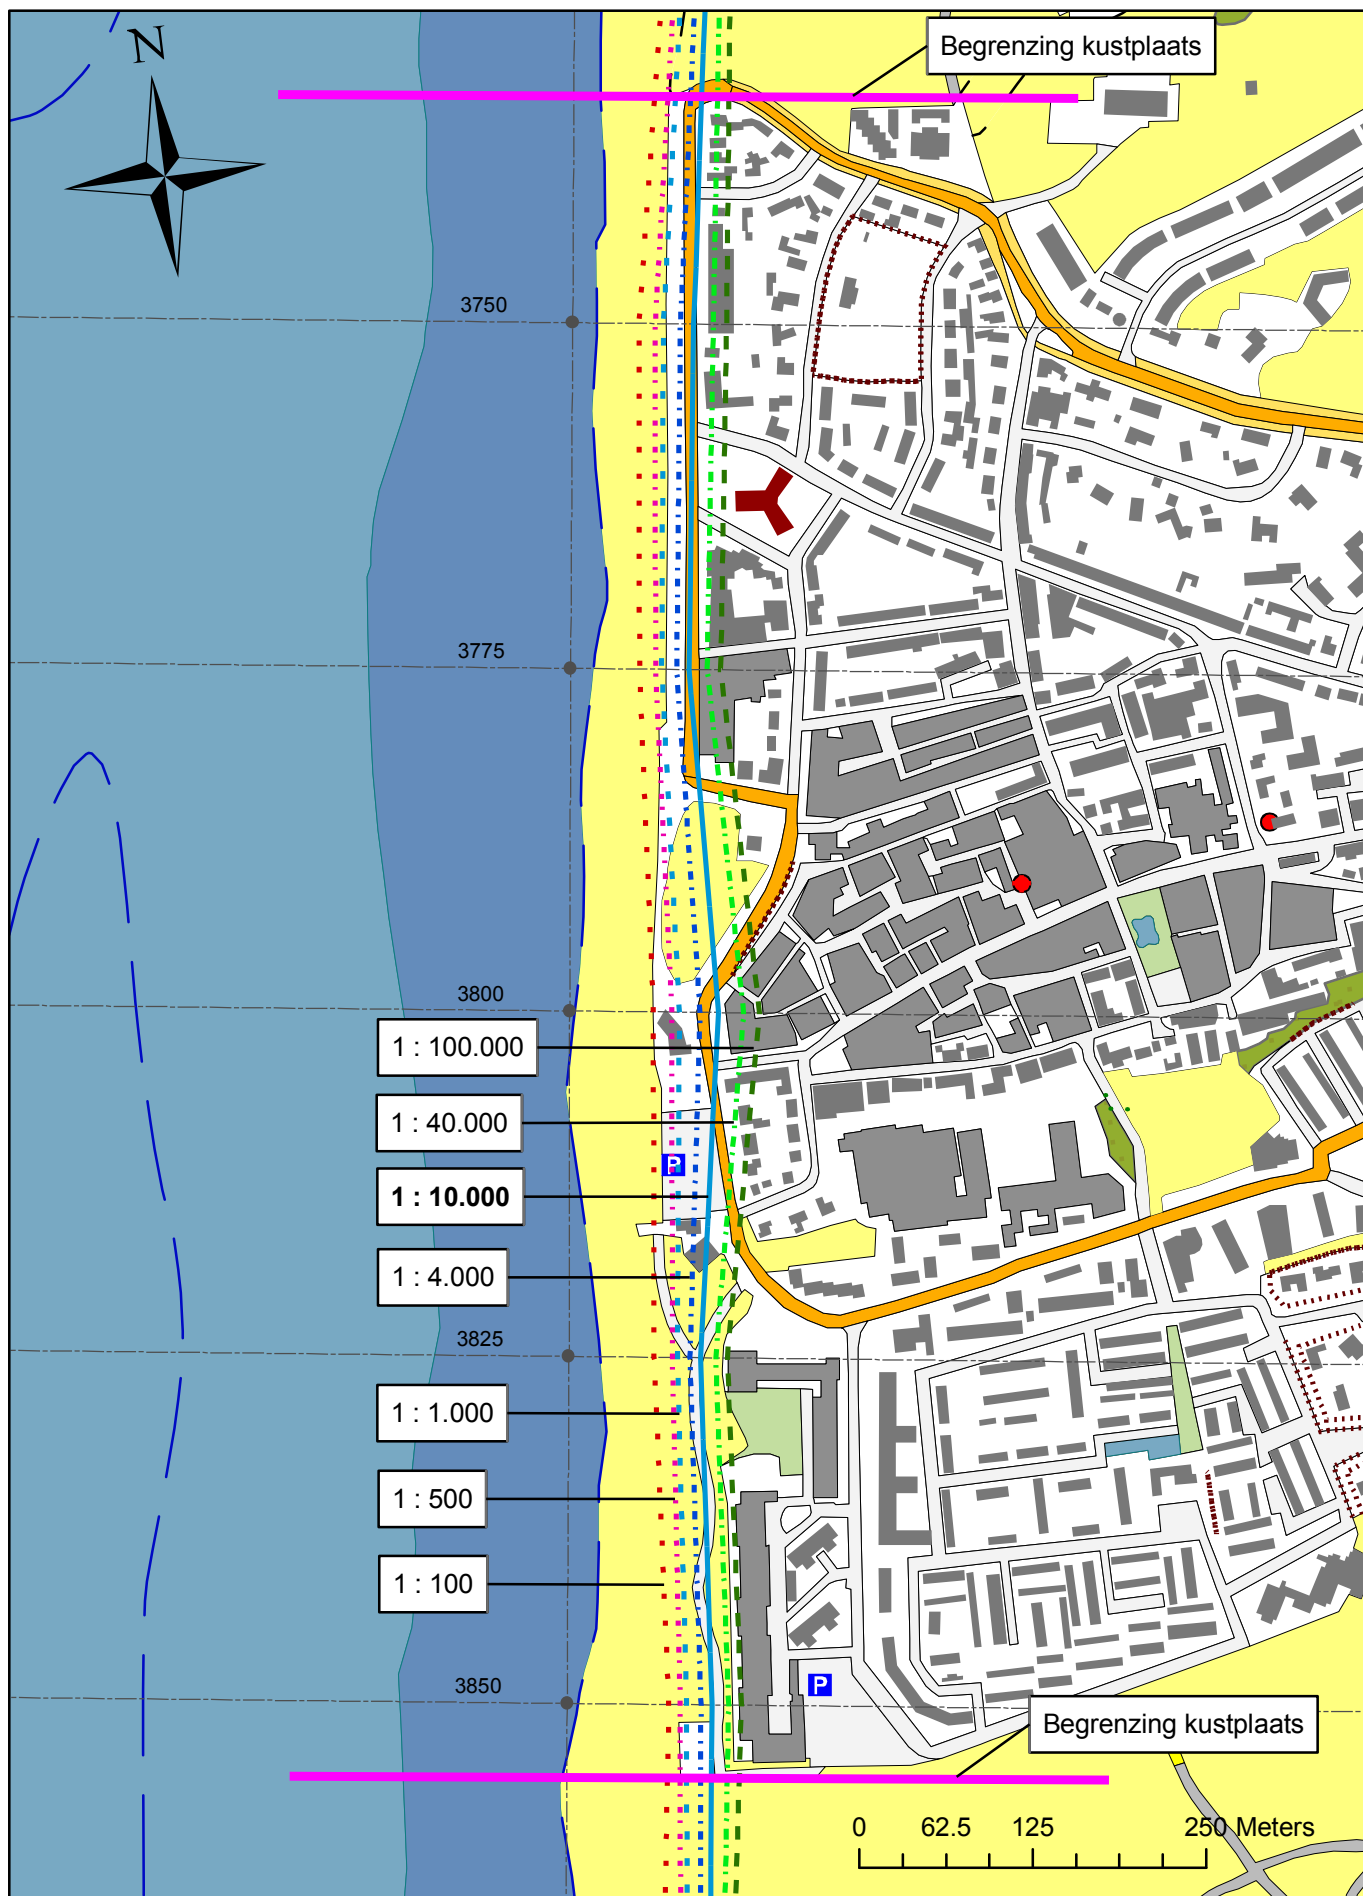 Begrenzing kustplaats
N
3750
3775
3800
1 : 100.000
1 : 40.000
P
1 : 10.000
1 : 4.000
3825
1 : 1.000
1 : 500
1 : 100
P
3850
Begrenzing kustplaats
0 62.5 125 250 Meters